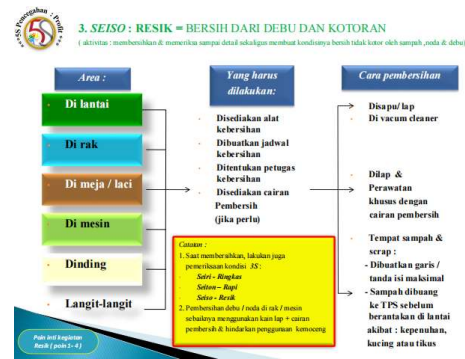 5S Pencegahan : Profit
3. SEISO : RESIK = BERSIH DARI DEBU DAN KOTORAN
( aktivitas : membersihkan & memeriksa sampai detail sekaligus membuat kondisinya bersih tidak kotor oleh sampah ,noda & debu)
Area :
Di lantai
Di rak
Di meja / laci
Di mesin
Dinding
Langit-langit
Yang harus
dilakukan:
Disediakan alat
kebersihan
Dibuatkan jadwal
kebersihan
Ditentukan petugas
kebersihan
Disediakan cairan
Pembersih
(jika perlu)
Cara pembersihan
Disapu/ lap
Di vacum cleaner
Dilap &
Perawatan
khusus dengan
cairan pembersih
Tempat sampah &
scrap :
- Dibuatkan garis /
tanda isi maksimal
- Sampah dibuang
ke TPS sebelum
berantakan di lantai
akibat : kepenuhan,
kucing atau tikus
Catatan :
1. Saat membersihkan, lakukan juga
pemeriksaan kondisi 3S :
Seiri - Ringkas
Seiton – Rapi
Seiso - Resik
2. Pembersihan debu / noda di rak / mesin
sebaiknya menggunakan kain lap + cairan
pembersih & hindarkan penggunaan kemoceng
Poin inti kegiatan
Resik ( poin 1- 4 )